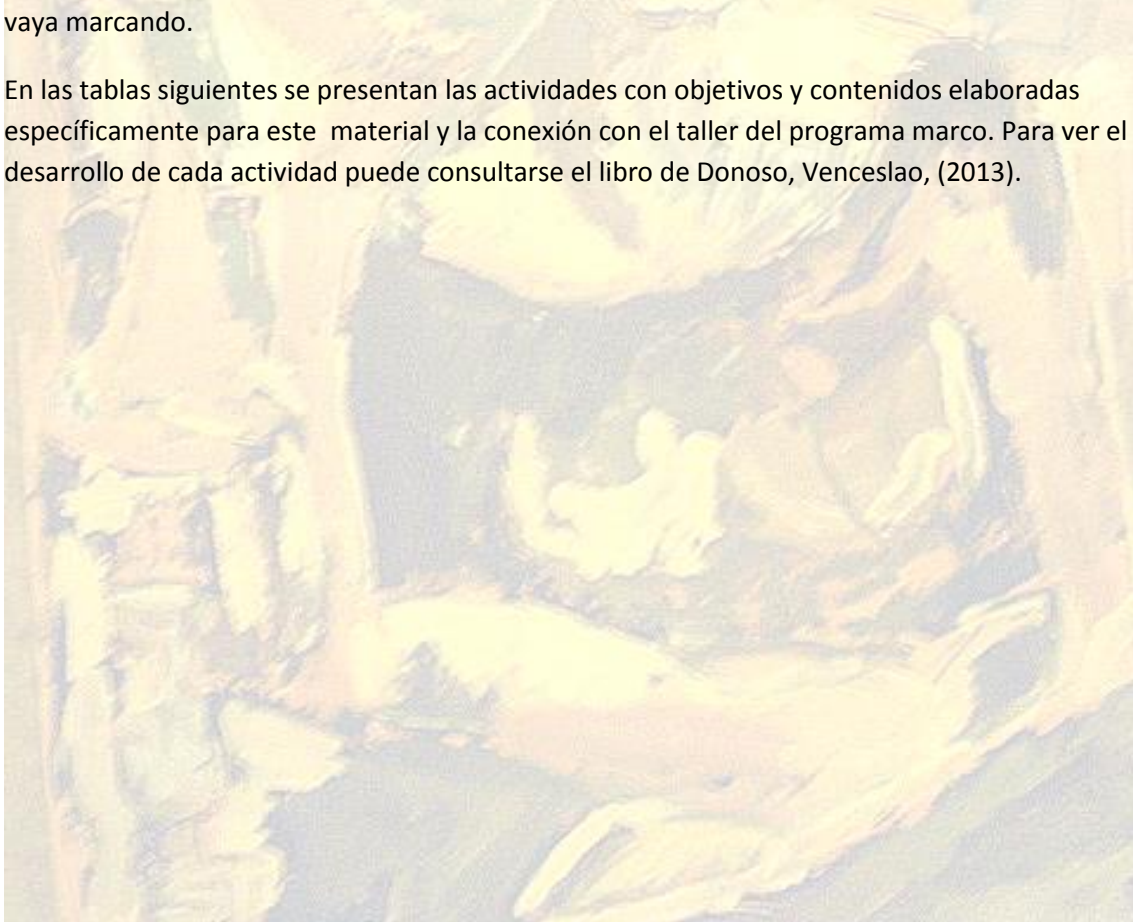 vaya marcando.
En las tablas siguientes se presentan las actividades con objetivos y contenidos elaboradas
específicamente para este  material y la conexión con el taller del programa marco. Para ver el
desarrollo de cada actividad puede consultarse el libro de Donoso, Venceslao, (2013).